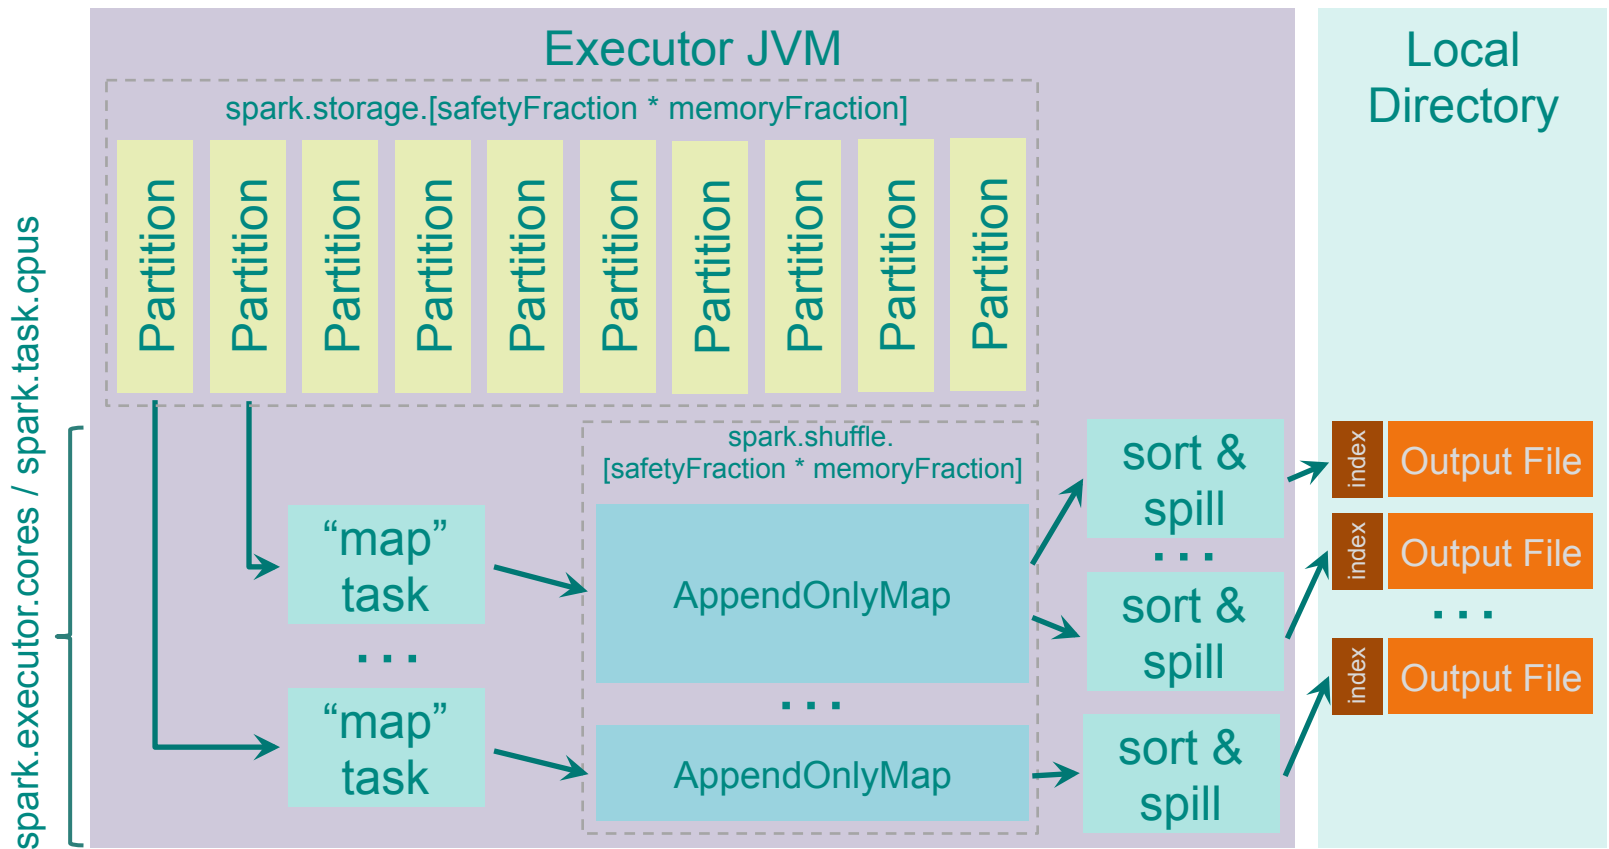 Executor JVM
Local
Directory
spark.storage.[safetyFraction * memoryFraction]
Partition
Partition
Partition
Partition
Partition
Partition
Partition
Partition
Partition
Partition
spark.executor.cores / spark.task.cpus
spark.shuffle.
[safetyFraction * memoryFraction]
“map”
task
...
“map”
task
AppendOnlyMap
...
AppendOnlyMap
sort &
spill
...
sort &
spill
sort &
spill
index
Output File
index
Output File
...
index
Output File